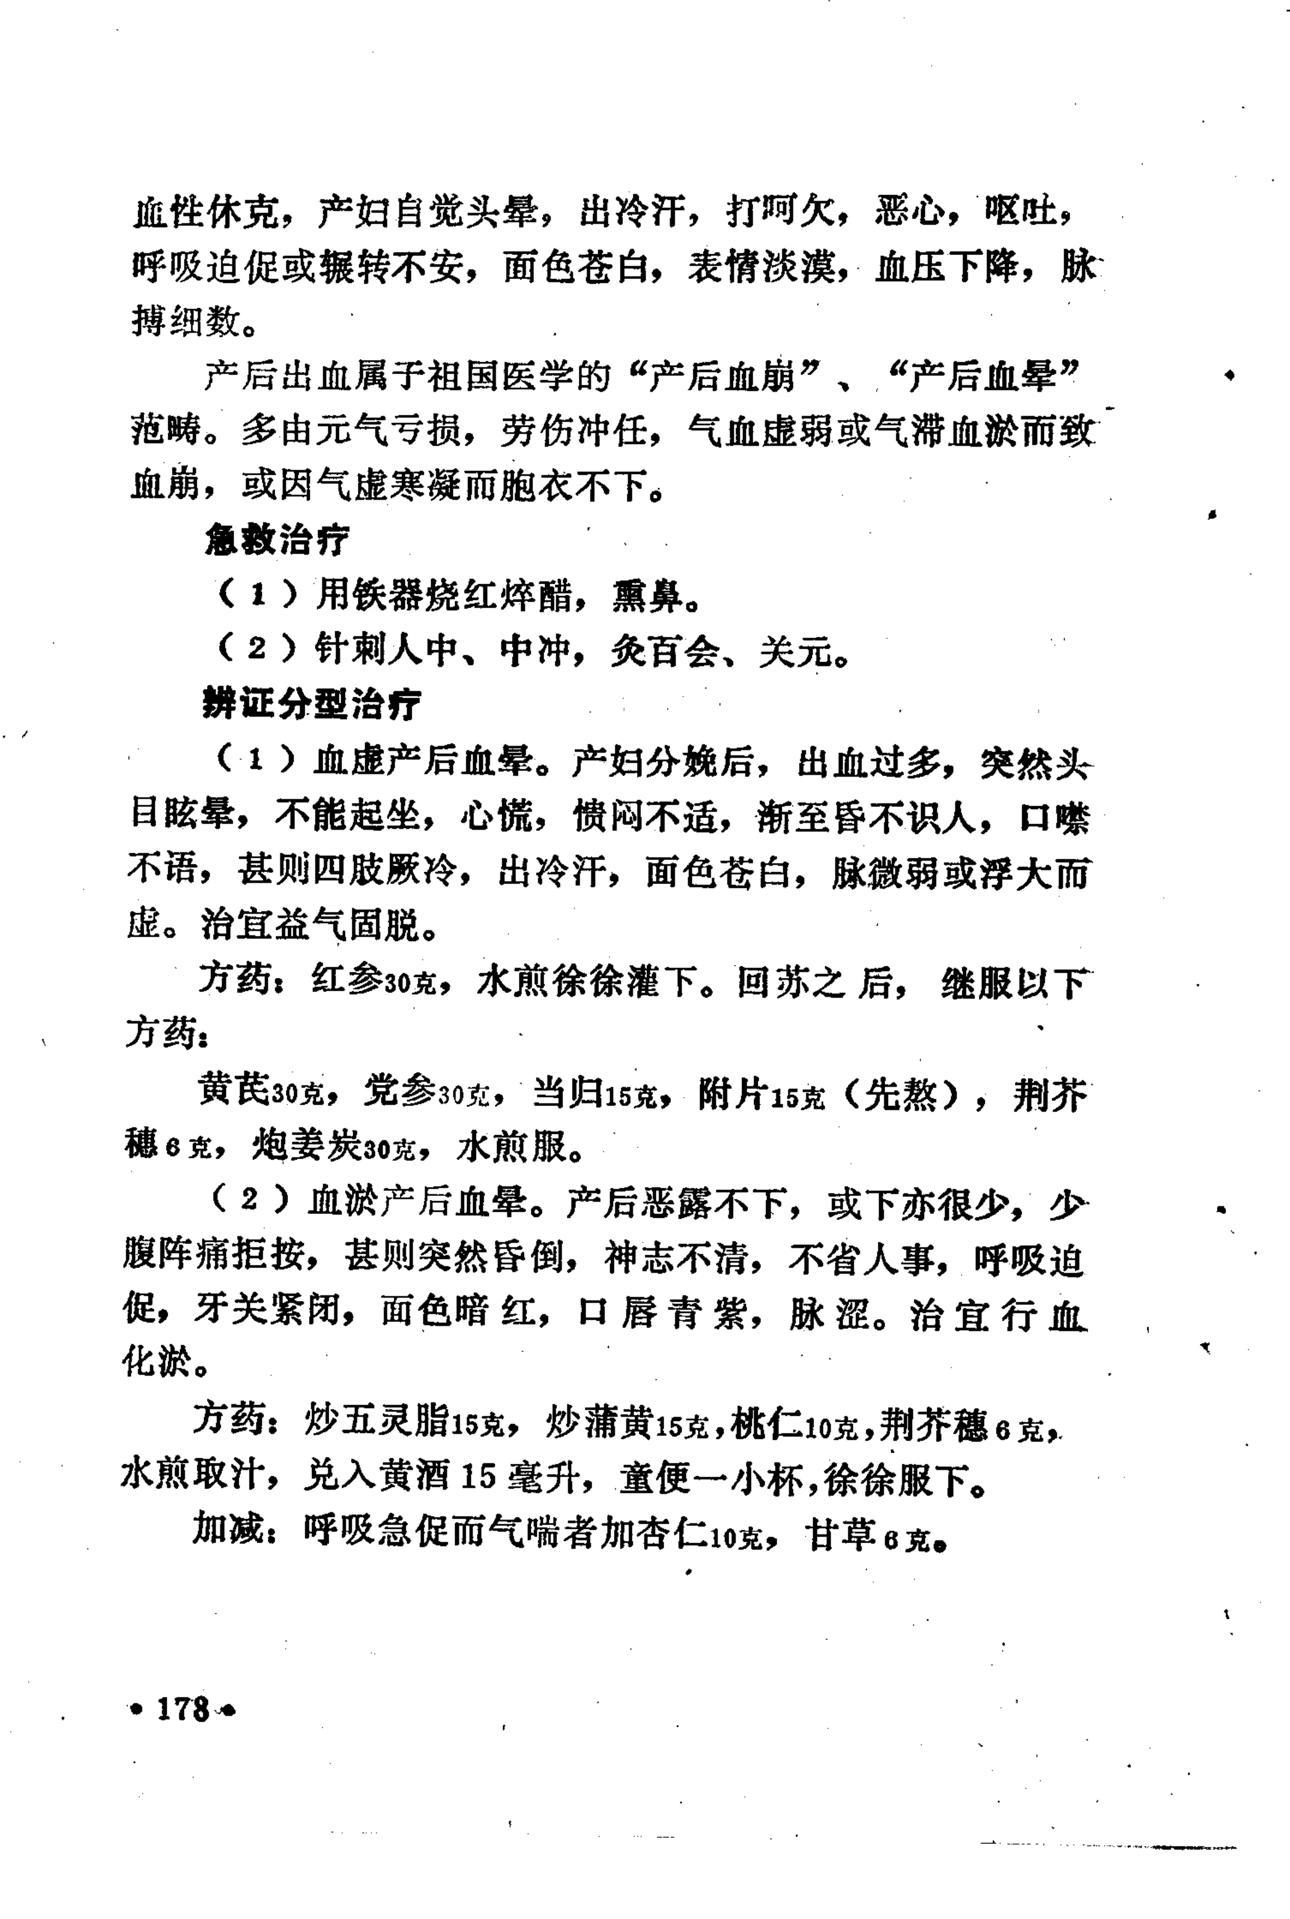 血性休克，产妇自觉头晕，出冷汗，打呵欠，恶心，呕吐，
呼吸迫促或辗转不安，面色苍白，表情淡漠，血压下降，脉
搏细数。
产后出血属于祖国医学的“产后血崩”、“产后血晕”
范畴。多由元气亏损，劳伤冲任，气血虚弱或气滞血淤而致
血崩，或因气虚寒凝而胞衣不下。
急救治疗
（1）用铁器烧红焠醋，熏鼻。
（2）针刺人中、中冲，灸百会、关元。
辨证分型治疗
（1）血虚产后血晕。产妇分娩后，出血过多，突然头
目眩晕，不能起坐，心慌，愦闷不适，渐至昏不识人，口噤
不语，甚则四肢厥冷，出冷汗，面色苍白，脉微弱或浮大而
虚。治宜益气固脱。
方药：红参30克，水煎徐徐灌下。回苏之后，继服以下
方药：
黄芪30克，党参30克，当归15克，附片15克（先熬），荆芥
穗6克，炮姜炭30克，水煎服。
（2）血淤产后血晕。产后恶露不下，或下亦很少，少
腹阵痛拒按，甚则突然昏倒，神志不清，不省人事，呼吸迫
促，牙关紧闭，面色暗红，口唇青紫，脉涩。治宜行血
化淤。
方药：炒五灵脂15克，炒蒲黄15克，桃仁10克，荆芥穗6克，
水煎取汁，兑入黄酒15毫升，童便一小杯，徐徐服下。
加减：呼吸急促而气喘者加杏仁10克，甘草6克。
•178•